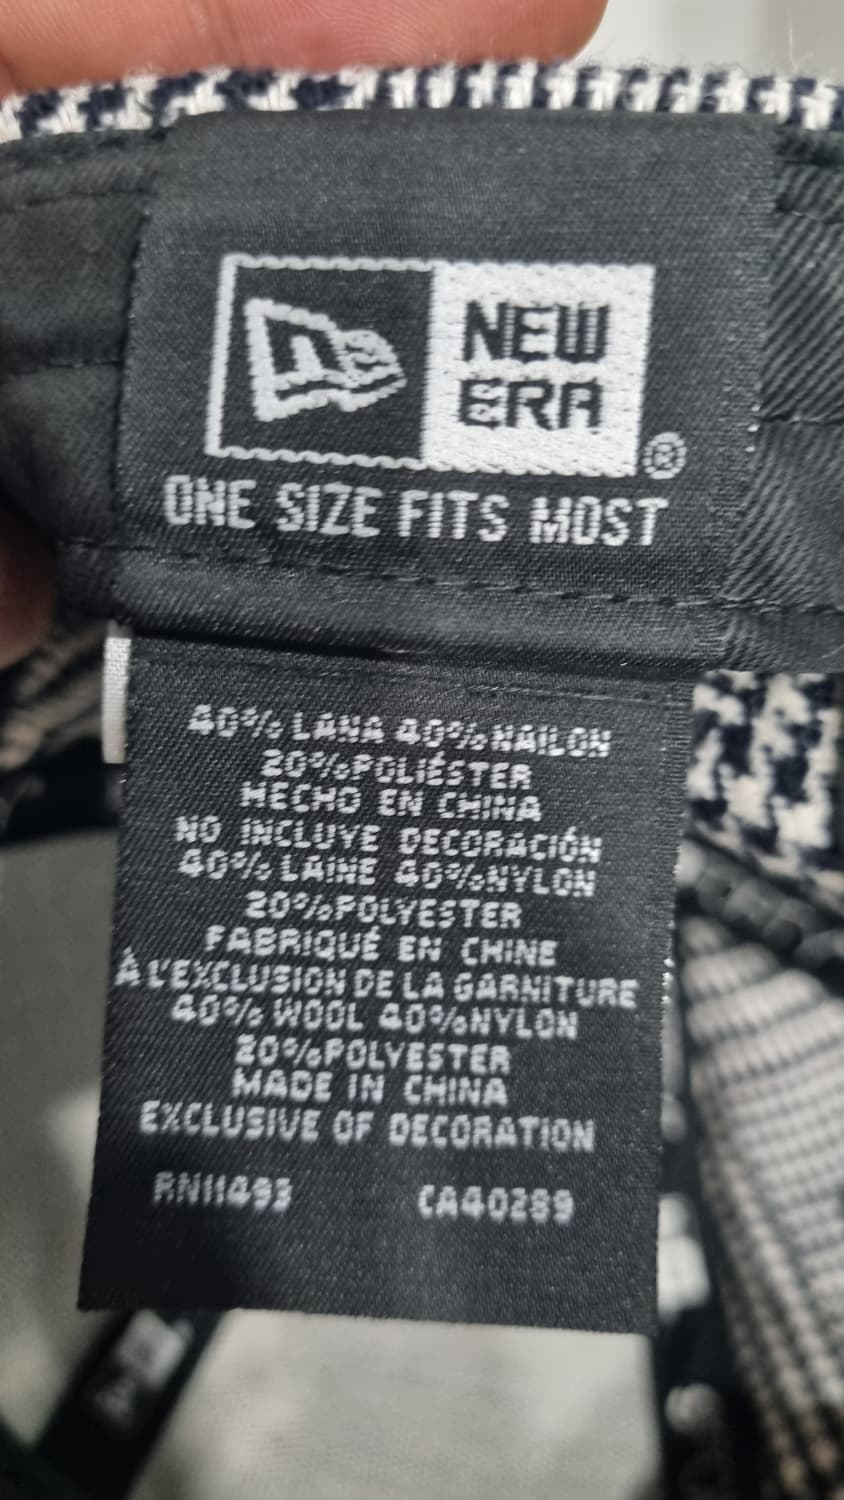 NEW
ERA
®
ONE SIZE FITS MOST
40% LANA 40% NAILON
20% POLIÉSTER
HECHO EN CHINA
NO INCLUYE DECORACIÓN
40% LAINE 40% NYLON
20% POLYESTER
FABRIQUÉ EN CHINE
À L'EXCLUSION DE LA GARNITURE
40% WOOL 40% NYLON
20% POLYESTER
MADE IN CHINA
EXCLUSIVE OF DECORATION
RN11493 CA40289